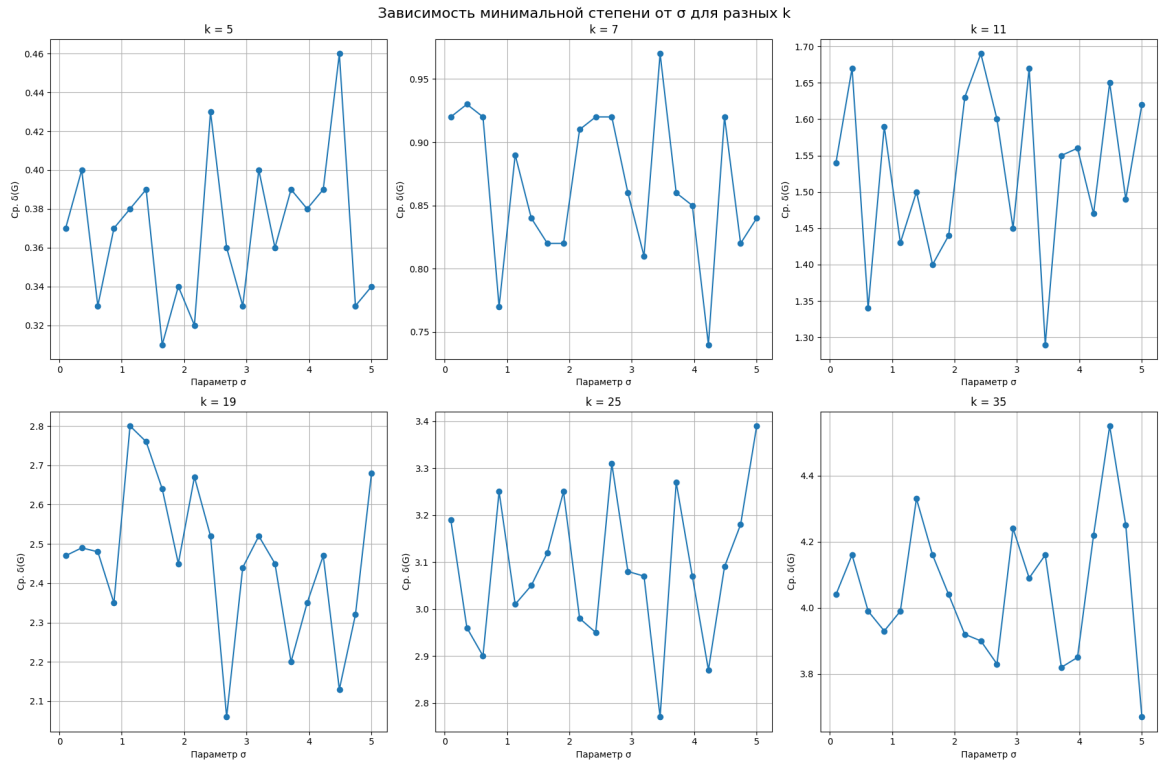 Зависимость минимальной степени от σ для разных k
k = 5
0.46
0.44
0.42
0.40
0.38
0.36
0.34
0.32
Ср. δ(G)
0 1 2 3 4 5
Параметр σ
k = 7
0.95
0.90
0.85
0.80
0.75
Ср. δ(G)
0 1 2 3 4 5
Параметр σ
k = 11
1.70
1.65
1.60
1.55
1.50
1.45
1.40
1.35
1.30
Ср. δ(G)
0 1 2 3 4 5
Параметр σ
k = 19
2.8
2.7
2.6
2.5
2.4
2.3
2.2
2.1
Ср. δ(G)
0 1 2 3 4 5
Параметр σ
k = 25
3.4
3.3
3.2
3.1
3.0
2.9
2.8
Ср. δ(G)
0 1 2 3 4 5
Параметр σ
k = 35
4.4
4.2
4.0
3.8
Ср. δ(G)
0 1 2 3 4 5
Параметр σ